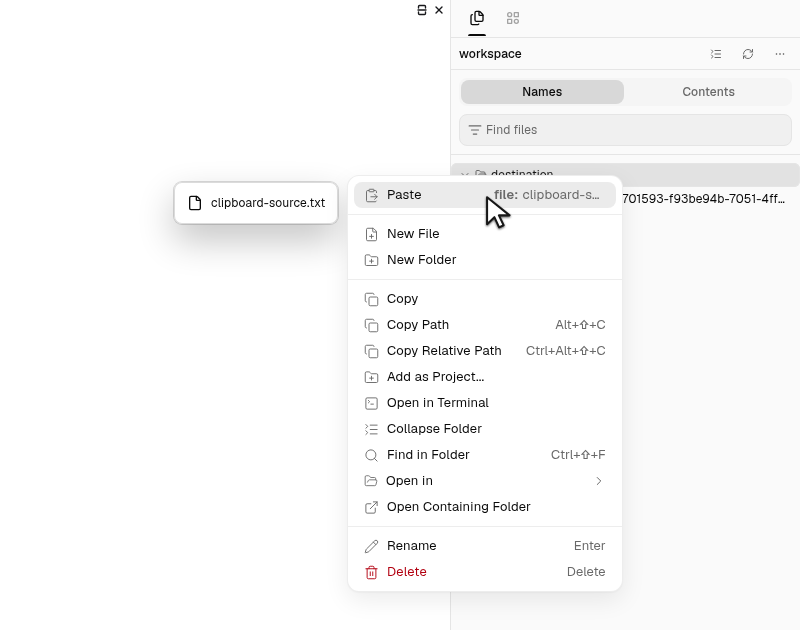 workspace
Names
Contents
Find files
destination
701593-f93be94b-7051-4ff…
clipboard-source.txt
Paste file: clipboard-s…
New File
New Folder
Copy
Copy Path Alt+⇧+C
Copy Relative Path Ctrl+Alt+⇧+C
Add as Project…
Open in Terminal
Collapse Folder
Find in Folder Ctrl+⇧+F
Open in
Open Containing Folder
Rename Enter
Delete Delete